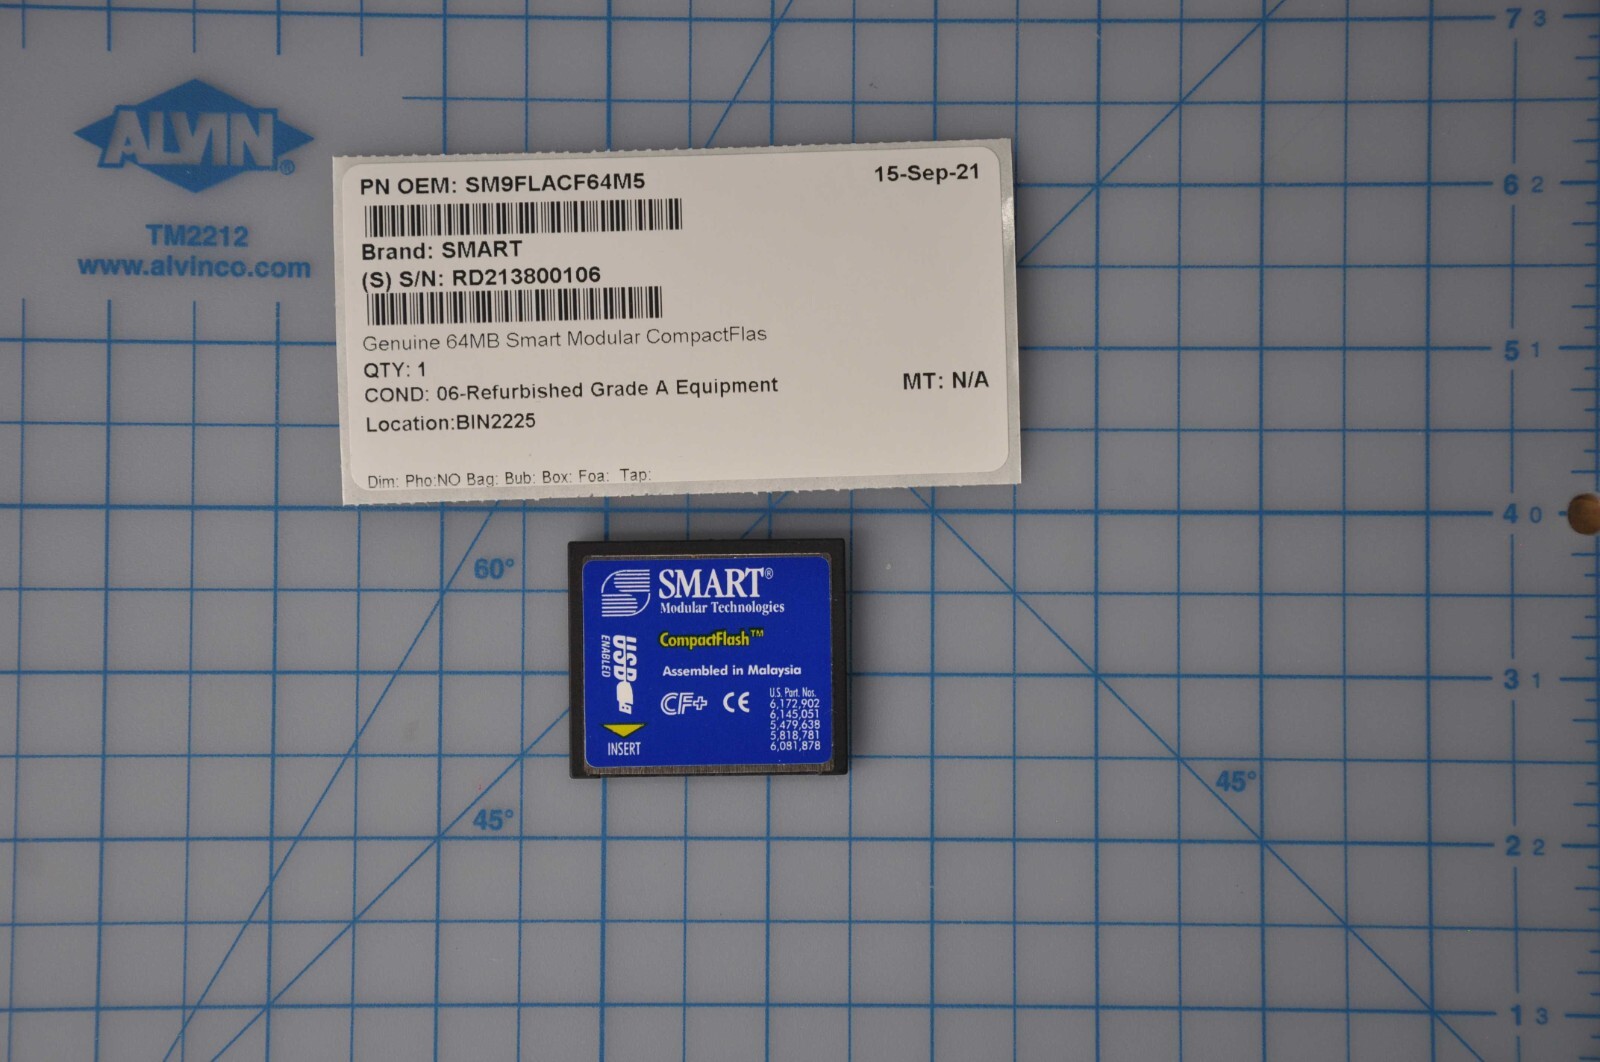 ALVIN®
TM2212
www.alvinco.com
PN OEM: SM9FLACF64M5
15-Sep-21
Brand: SMART
(S) S/N: RD213800106
Genuine 64MB Smart Modular CompactFlas
QTY: 1
COND: 06-Refurbished Grade A Equipment
MT: N/A
Location:BIN2225
Dim: Pho:NO Bag: Bub: Box: Foa: Tap:
SMART®
Modular Technologies
CompactFlash™
USB
ENABLED
Assembled in Malaysia
CF+ CE
U.S. Pat. Nos.
6,172,902
6,145,051
5,479,638
5,818,781
6,081,878
INSERT
60°
45°
45°
7 3
6 2
5 1
4 0
3 1
2 2
1 3